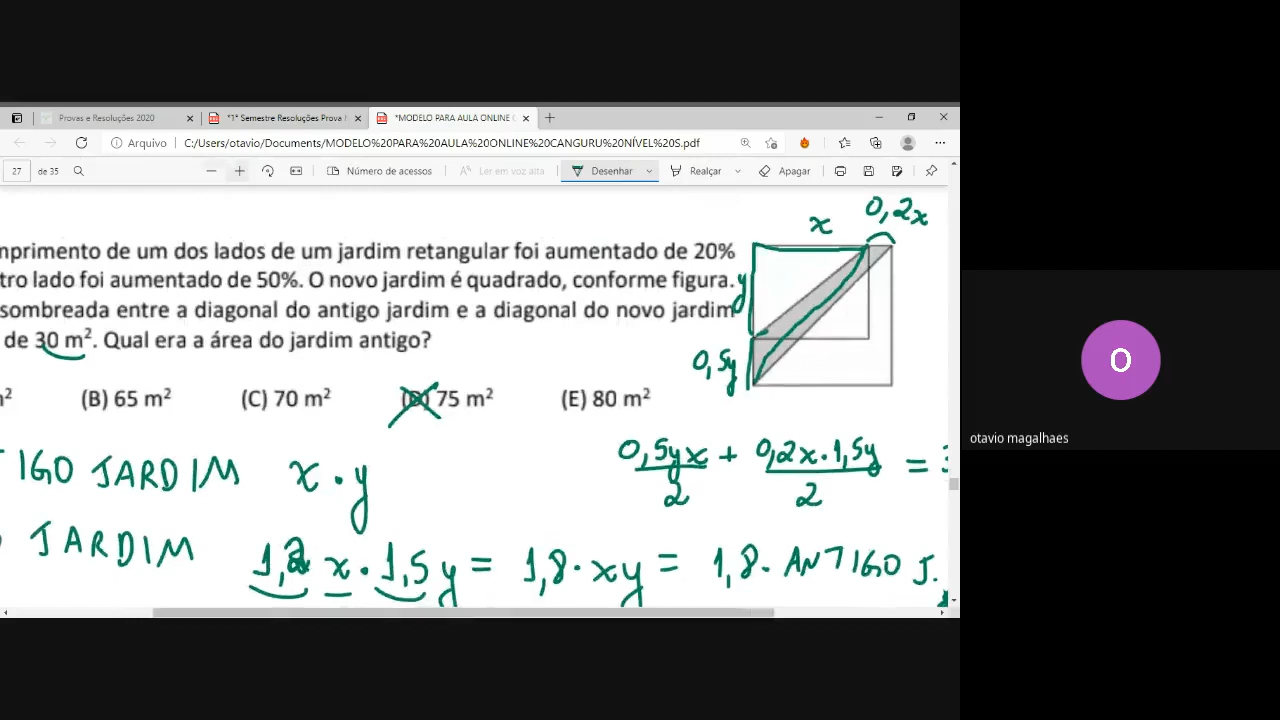 Provas e Resoluções 2020
*1° Semestre Resoluções Prova
*MODELO PARA AULA ONLINE
Arquivo C:/Users/otavio/Documents/MODELO%20PARA%20AULA%20ONLINE%20CANGURU%20NÍVEL%20S.pdf
27 de 35 Número de acessos Ler em voz alta Desenhar Realçar Apagar
0,2x
x
mprimento de um dos lados de um jardim retangular foi aumentado de 20%
tro lado foi aumentado de 50%. O novo jardim é quadrado, conforme figura.
y
sombreada entre a diagonal do antigo jardim e a diagonal do novo jardim
de 30 m². Qual era a área do jardim antigo?
0,5y
m² (B) 65 m² (C) 70 m² (D) 75 m² (E) 80 m²
TIGO JARDIM x · y
0,5yx/2 + 0,2x·1,5y/2 = 3
JARDIM 1,2 x · 1,5 y = 1,8 · xy = 1,8 · ANTIGO J.
O
otavio magalhaes